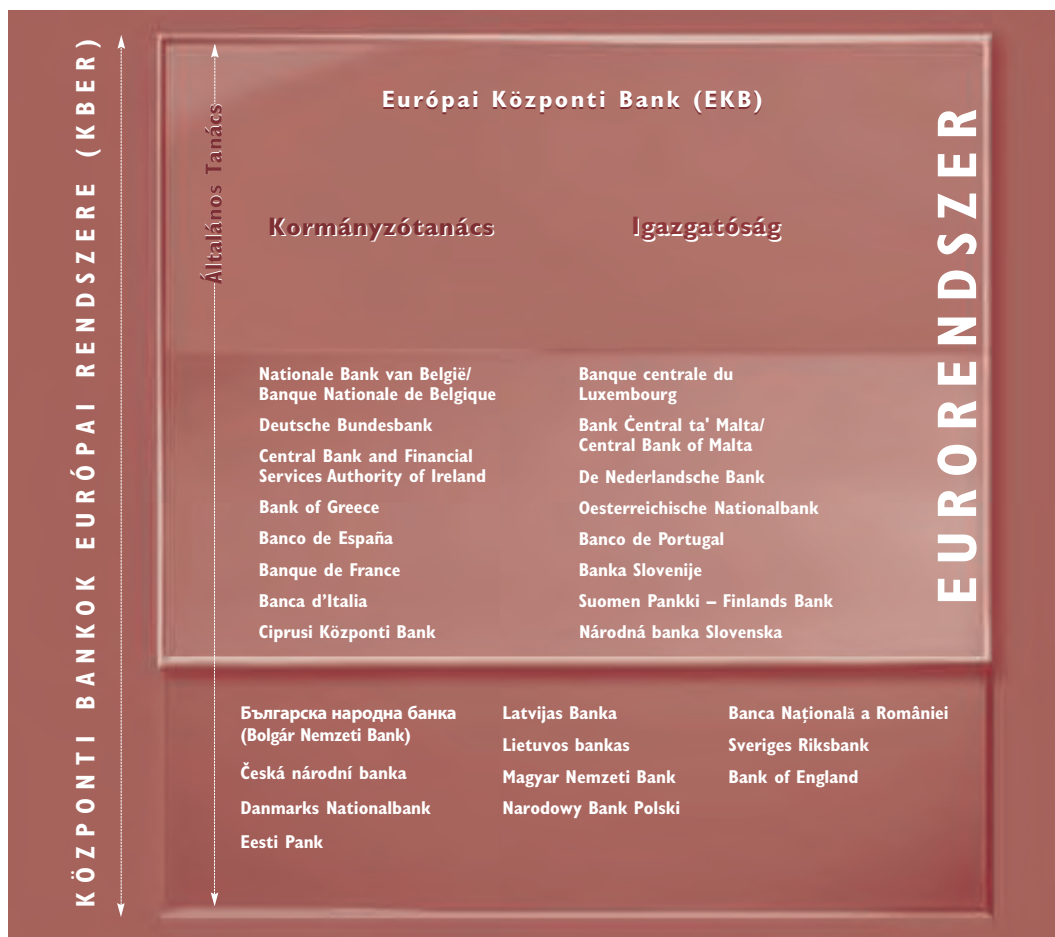 KÖZPONTI BANKOK EURÓPAI RENDSZERE (KBER)
Általános Tanács
Európai Központi Bank (EKB)
Kormányzótanács
Igazgatóság
EURORENDSZER
Nationale Bank van België/
Banque Nationale de Belgique
Deutsche Bundesbank
Central Bank and Financial
Services Authority of Ireland
Bank of Greece
Banco de España
Banque de France
Banca d’Italia
Ciprusi Központi Bank
Banque centrale du
Luxembourg
Bank Ċentral ta' Malta/
Central Bank of Malta
De Nederlandsche Bank
Oesterreichische Nationalbank
Banco de Portugal
Banka Slovenije
Suomen Pankki – Finlands Bank
Národná banka Slovenska
Българска народна банка
(Bolgár Nemzeti Bank)
Česká národní banka
Danmarks Nationalbank
Eesti Pank
Latvijas Banka
Lietuvos bankas
Magyar Nemzeti Bank
Narodowy Bank Polski
Banca Națională a României
Sveriges Riksbank
Bank of England